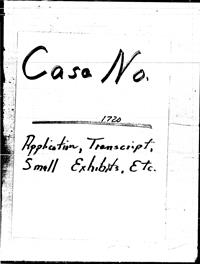 Case No.
1720
Application, Transcript,
Small Exhibits, Etc.